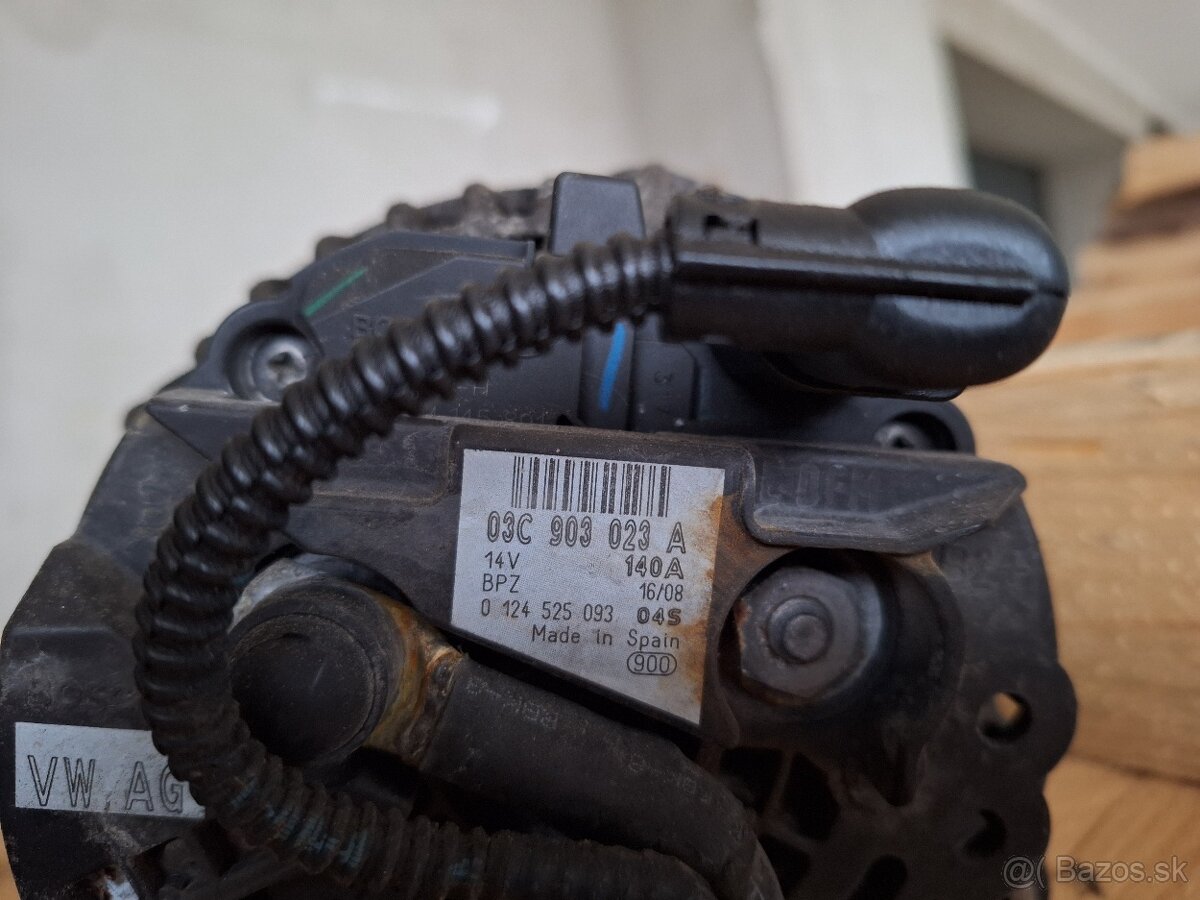 03C 903 023 A
14V 140A
BPZ 16/08
0 124 525 093 04S
Made in Spain
900
VW AG
@ Bazos.sk